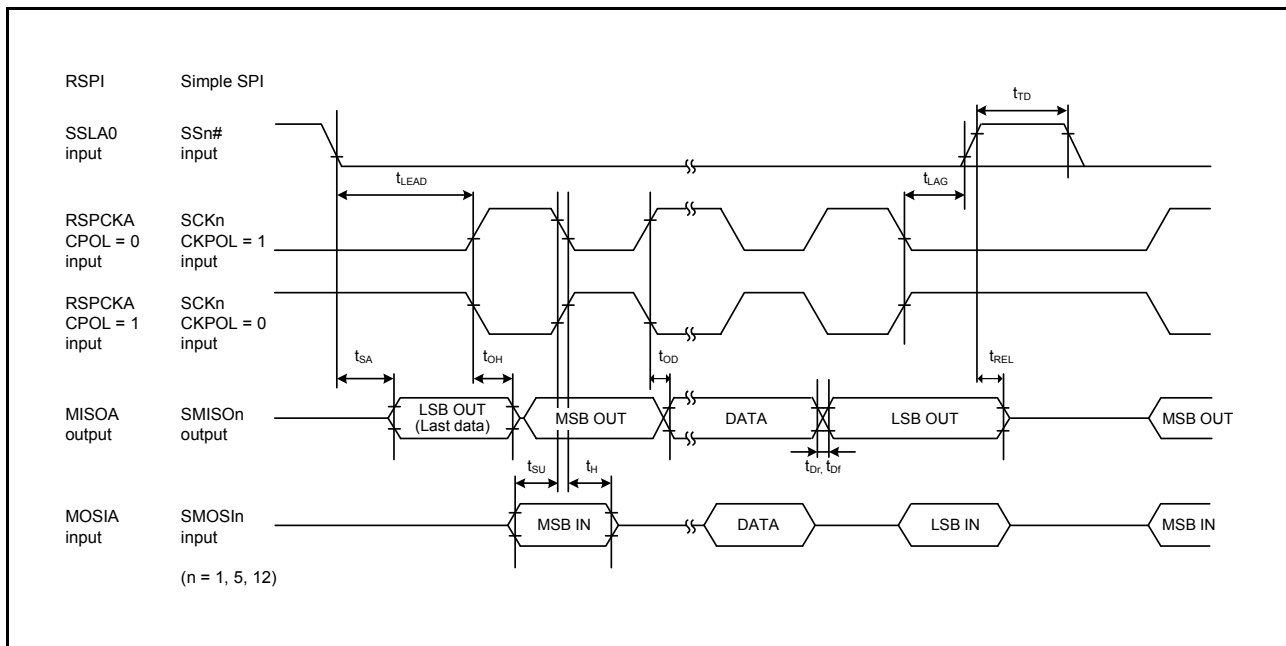 RSPI Simple SPI
tTD
SSLA0 SSn#
input input
tLEAD tLAG
RSPCKA SCKn
CPOL = 0 CKPOL = 1
input input
RSPCKA SCKn
CPOL = 1 CKPOL = 0
input input
tSA tOH tOD tREL
MISOA SMISOn
output output
LSB OUT
(Last data)
MSB OUT DATA LSB OUT MSB OUT
tSU tH tDr, tDf
MOSIA SMOSIn
input input
MSB IN DATA LSB IN MSB IN
(n = 1, 5, 12)